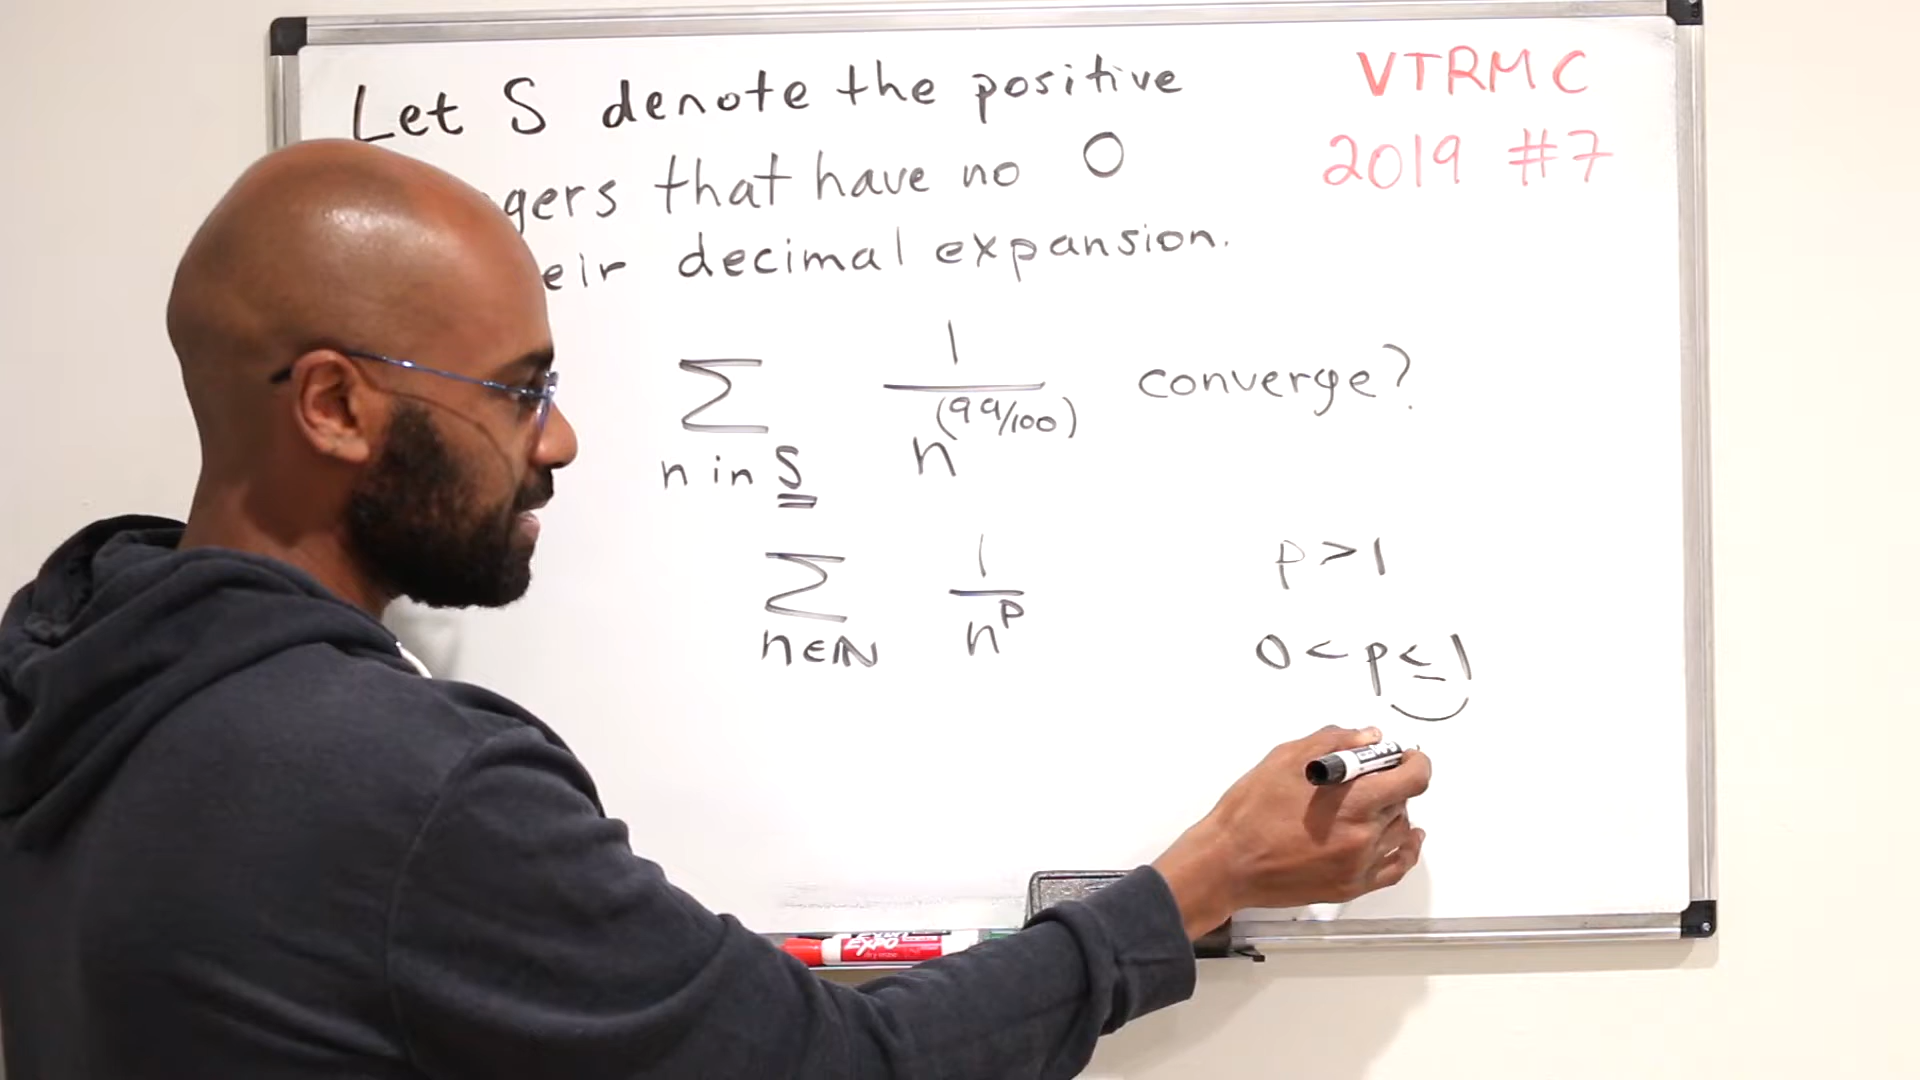 Let S denote the positive
gers that have no 0
eir decimal expansion.
VTRMC
2019 #7
∑ n in S 1/n^(99/100) converge?
∑ n∈ℕ 1/n^p
p > 1
0 < p ≤ 1
EXPO